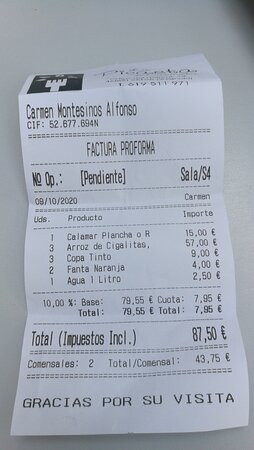 Picaeta
T. 619 511 971
Carmen Montesinos Alfonso
CIF: 52.677.694N
FACTURA PROFORMA
Nº Op.: [Pendiente] Sala/S4
09/10/2020 Carmen
Uds. Producto Importe
1 Calamar Plancha o R 15,00 €
3 Arroz de Cigalitas, 57,00 €
3 Copa Tinto 9,00 €
2 Fanta Naranja 4,00 €
1 Agua 1 Litro 2,50 €
10,00 %: Base: 79,55 € Cuota: 7,95 €
Total: 79,55 € Total: 7,95 €
Total (Impuestos Incl.) 87,50 €
Comensales: 2 Total/Comensal: 43,75 €
GRACIAS POR SU VISITA